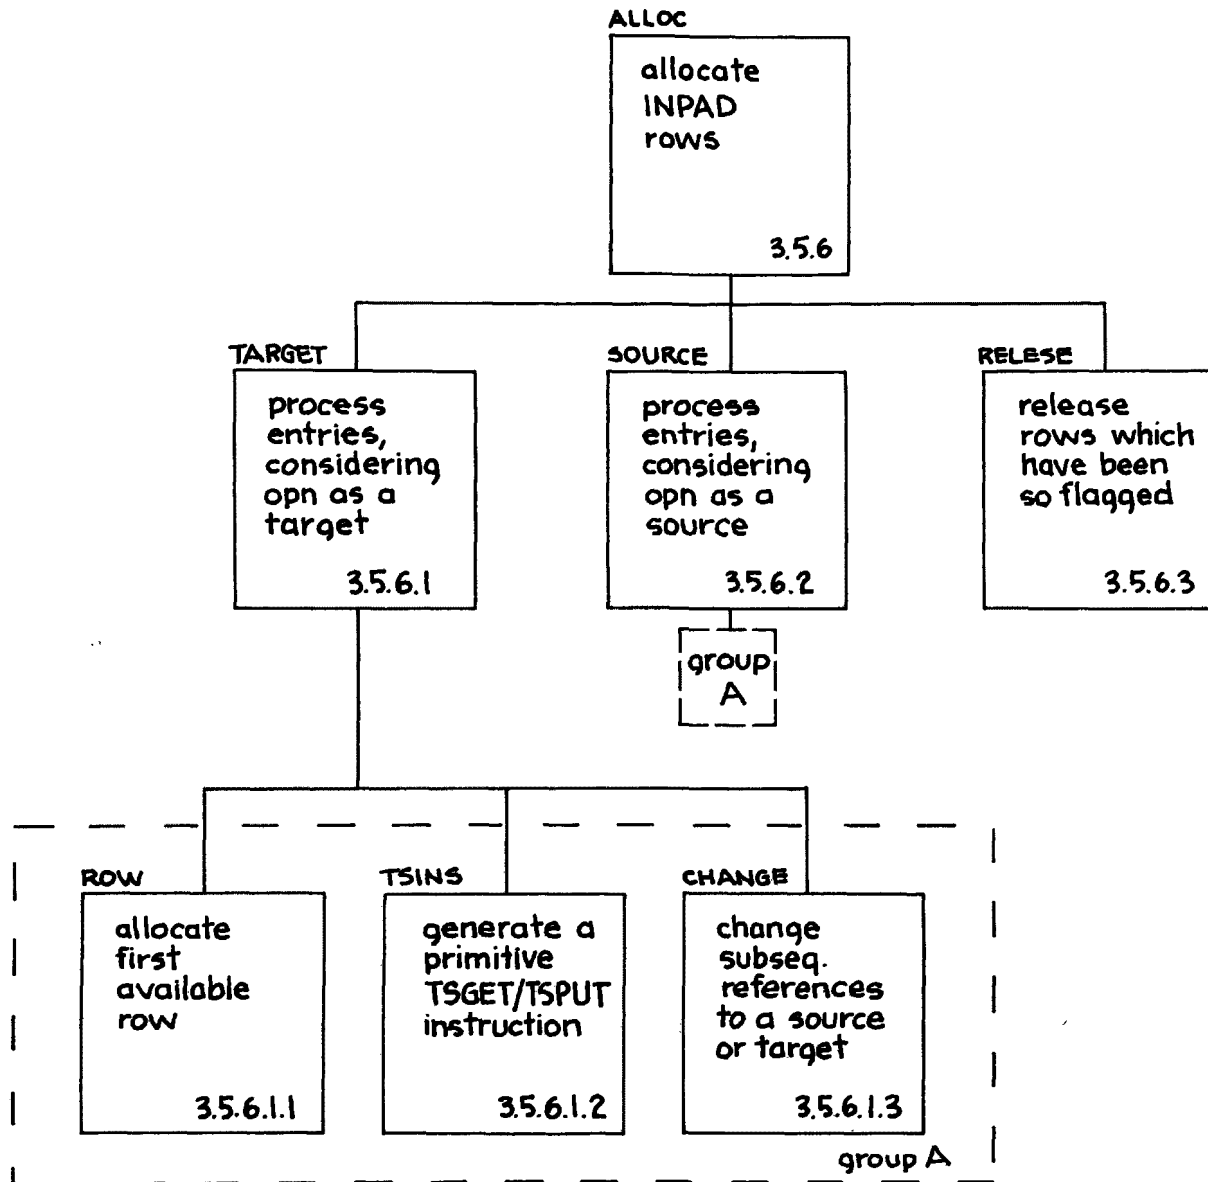 ALLOC
allocate
INPAD
rows
3.5.6
TARGET
process
entries,
considering
opn as a
target
3.5.6.1
SOURCE
process
entries,
considering
opn as a
source
3.5.6.2
RELESE
release
rows which
have been
so flagged
3.5.6.3
group
A
ROW
allocate
first
available
row
3.5.6.1.1
TSINS
generate a
primitive
TSGET/TSPUT
instruction
3.5.6.1.2
CHANGE
change
subseq.
references
to a source
or target
3.5.6.1.3
group A